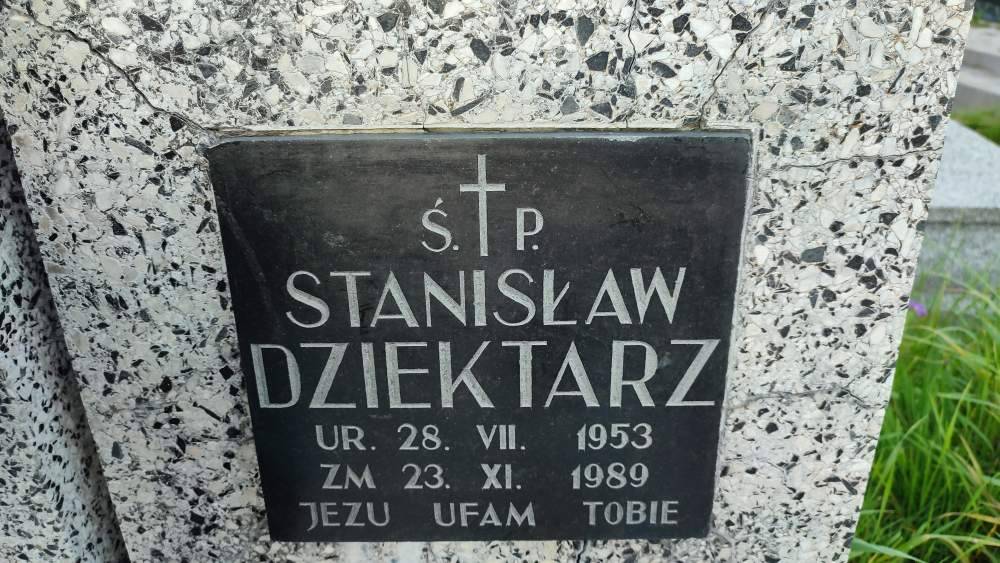 Ś. P.
STANISŁAW
DZIEKTARZ
UR. 28. VII. 1953
ZM 23. XI. 1989
JEZU UFAM TOBIE